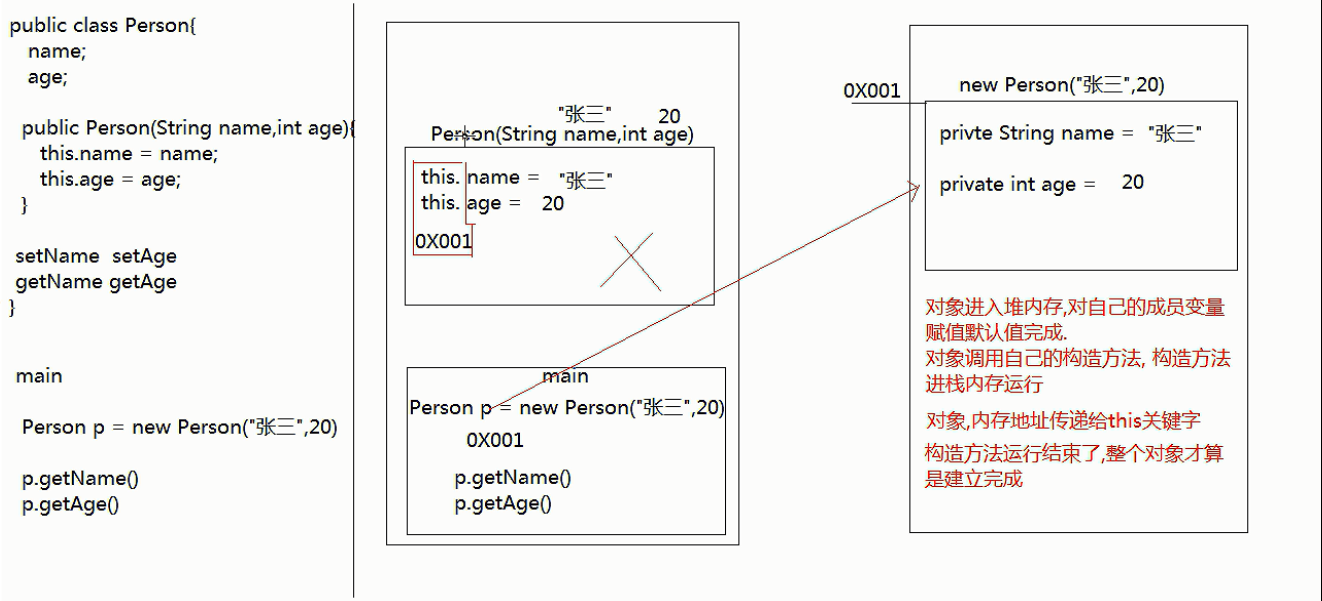 public class Person{
name;
age;
public Person(String name,int age){
this.name = name;
this.age = age;
}
setName setAge
getName getAge
}
main
Person p = new Person("张三",20)
p.getName()
p.getAge()
"张三" 20
Person(String name,int age)
this. name = "张三"
this. age = 20
0X001
main
Person p = new Person("张三",20)
0X001
p.getName()
p.getAge()
0X001
new Person("张三",20)
privte String name = "张三"
private int age = 20
对象进入堆内存,对自己的成员变量
赋值默认值完成.
对象调用自己的构造方法, 构造方法
进栈内存运行
对象,内存地址传递给this关键字
构造方法运行结束了,整个对象才算
是建立完成